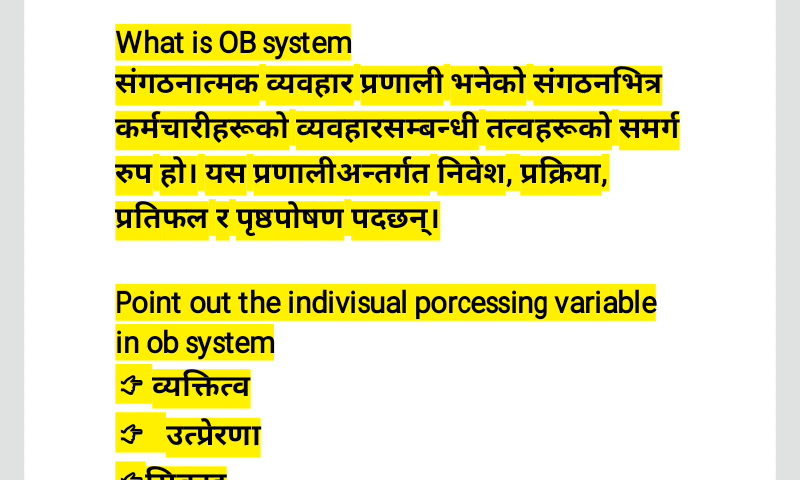 What is OB system
संगठनात्मक व्यवहार प्रणाली भनेको संगठनभित्र
कर्मचारीहरूको व्यवहारसम्बन्धी तत्वहरूको समर्ग
रुप हो। यस प्रणालीअन्तर्गत निवेश, प्रक्रिया,
प्रतिफल र पृष्ठपोषण पदछन्।
Point out the indivisual porcessing variable
in ob system
👉 व्यक्तित्व
👉 उत्प्रेरणा